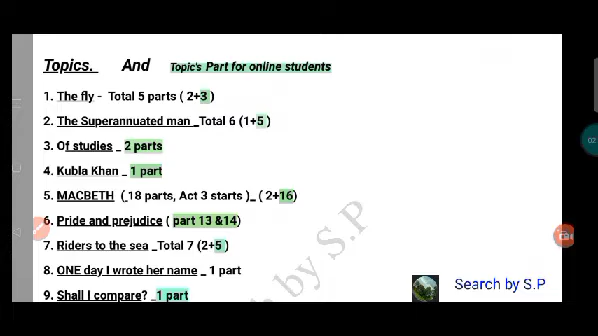 Topics. And Topic's Part for online students
1. The fly - Total 5 parts ( 2+3 )
2. The Superannuated man _Total 6 (1+5 )
3. Of studies _ 2 parts
4. Kubla Khan _ 1 part
5. MACBETH (_18 parts, Act 3 starts )_ ( 2+16)
6. Pride and prejudice ( part 13 &14)
7. Riders to the sea _Total 7 (2+5 )
8. ONE day I wrote her name _ 1 part
9. Shall I compare? _1 part
h by S.P
Search by S.P
02